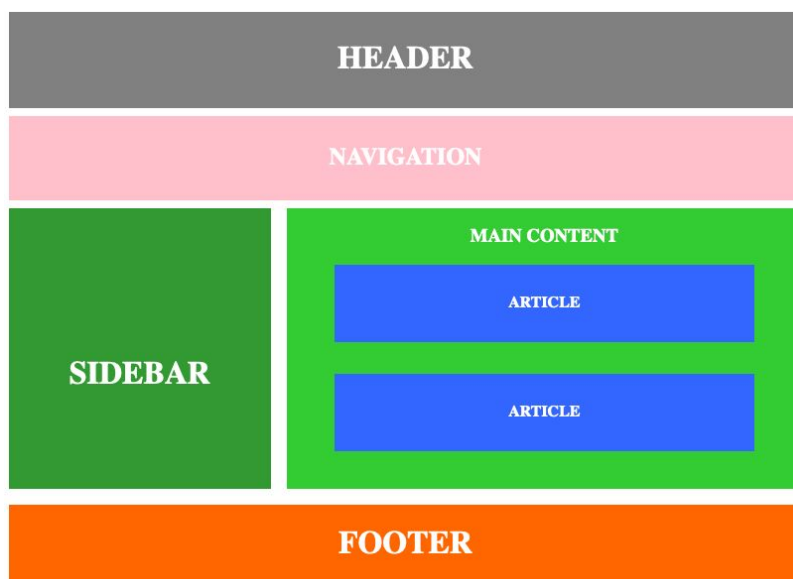 HEADER
NAVIGATION
SIDEBAR
MAIN CONTENT
ARTICLE
ARTICLE
FOOTER